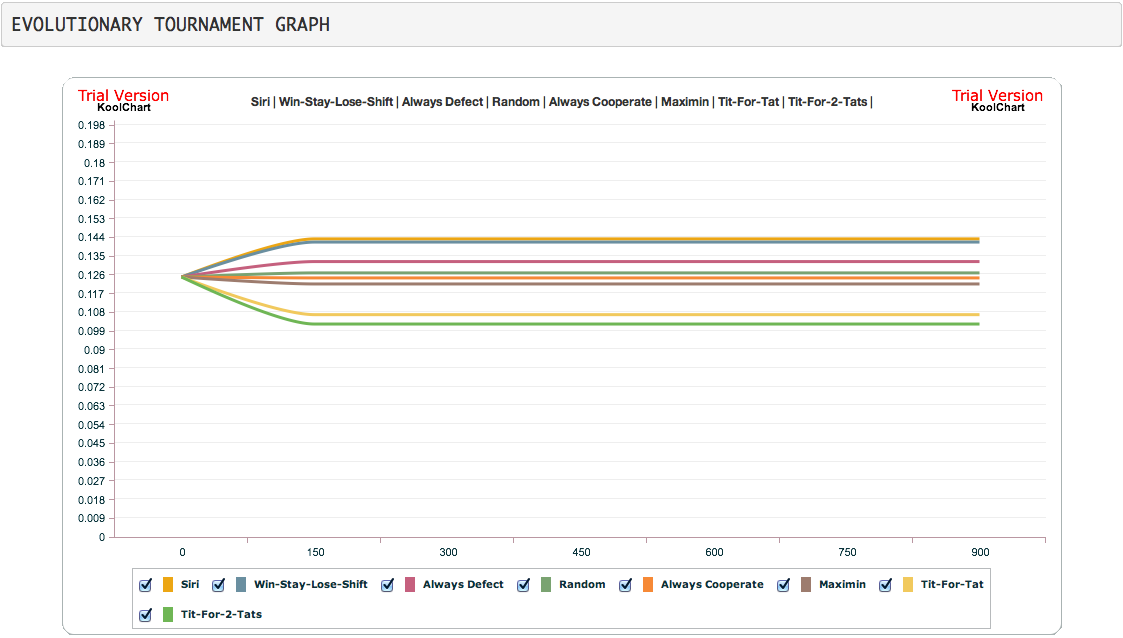 EVOLUTIONARY TOURNAMENT GRAPH
Trial Version
KoolChart
Siri | Win-Stay-Lose-Shift | Always Defect | Random | Always Cooperate | Maximin | Tit-For-Tat | Tit-For-2-Tats |
Trial Version
KoolChart
0.198
0.189
0.18
0.171
0.162
0.153
0.144
0.135
0.126
0.117
0.108
0.099
0.09
0.081
0.072
0.063
0.054
0.045
0.036
0.027
0.018
0.009
0
0 150 300 450 600 750 900
Siri Win-Stay-Lose-Shift Always Defect Random Always Cooperate Maximin Tit-For-Tat
Tit-For-2-Tats